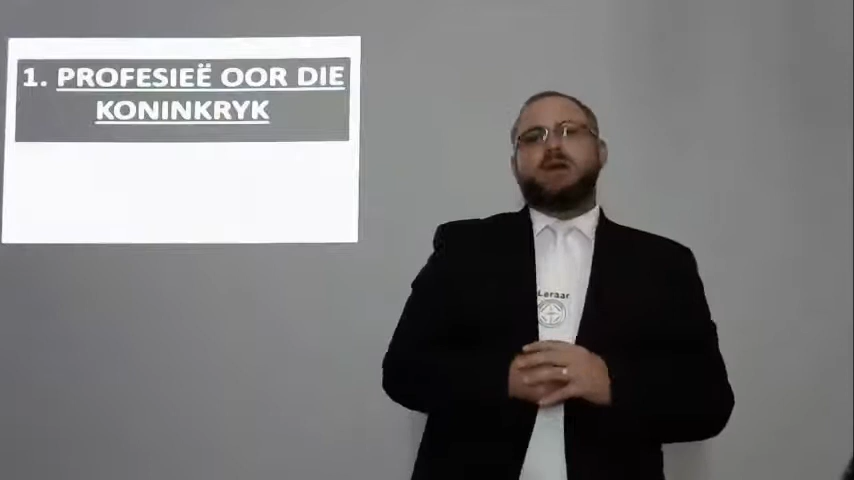 1. PROFESIEË OOR DIE
KONINKRYK
Leraar